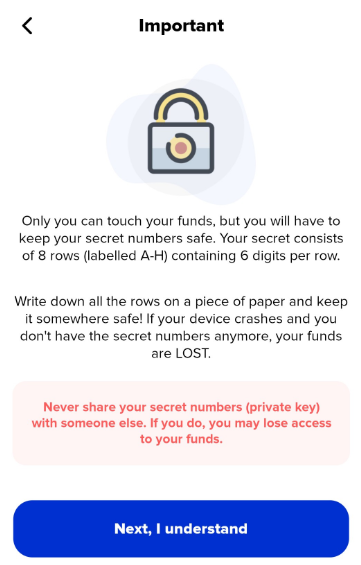 Important
Only you can touch your funds, but you will have to
keep your secret numbers safe. Your secret consists
of 8 rows (labelled A-H) containing 6 digits per row.
Write down all the rows on a piece of paper and keep
it somewhere safe! If your device crashes and you
don't have the secret numbers anymore, your funds
are LOST.
Never share your secret numbers (private key)
with someone else. If you do, you may lose access
to your funds.
Next, I understand